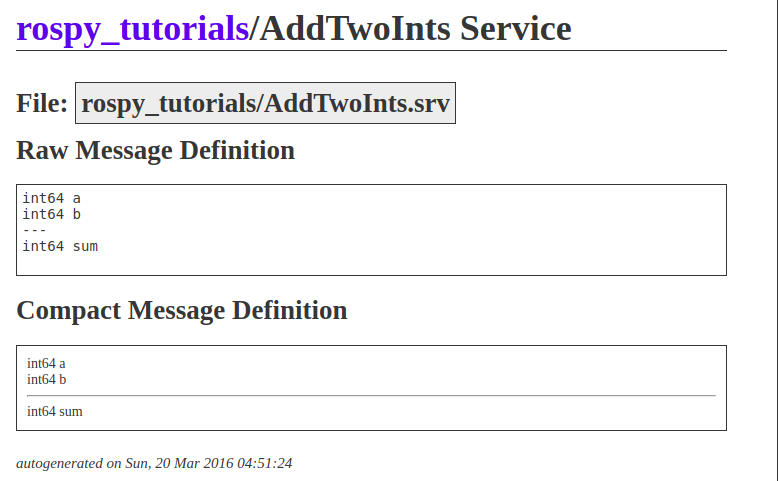 rospy_tutorials/AddTwoInts Service
File: rospy_tutorials/AddTwoInts.srv
Raw Message Definition
int64 a
int64 b
---
int64 sum
Compact Message Definition
int64 a
int64 b
int64 sum
autogenerated on Sun, 20 Mar 2016 04:51:24